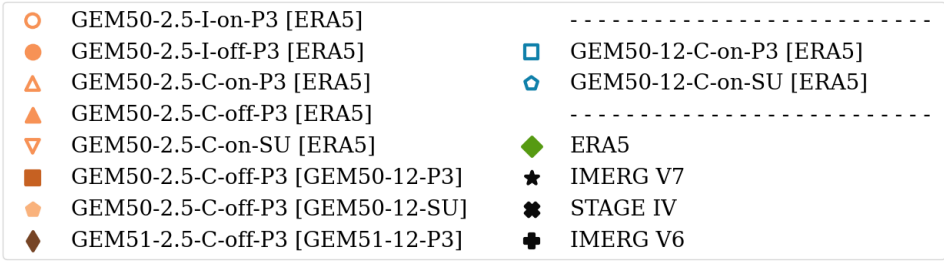 GEM50-2.5-I-on-P3 [ERA5]
GEM50-2.5-I-off-P3 [ERA5]
GEM50-2.5-C-on-P3 [ERA5]
GEM50-2.5-C-off-P3 [ERA5]
GEM50-2.5-C-on-SU [ERA5]
GEM50-2.5-C-off-P3 [GEM50-12-P3]
GEM50-2.5-C-off-P3 [GEM50-12-SU]
GEM51-2.5-C-off-P3 [GEM51-12-P3]
- - - - - - - - - - - - - - - - - - - - - - - - - -
GEM50-12-C-on-P3 [ERA5]
GEM50-12-C-on-SU [ERA5]
- - - - - - - - - - - - - - - - - - - - - - - - - -
ERA5
IMERG V7
STAGE IV
IMERG V6